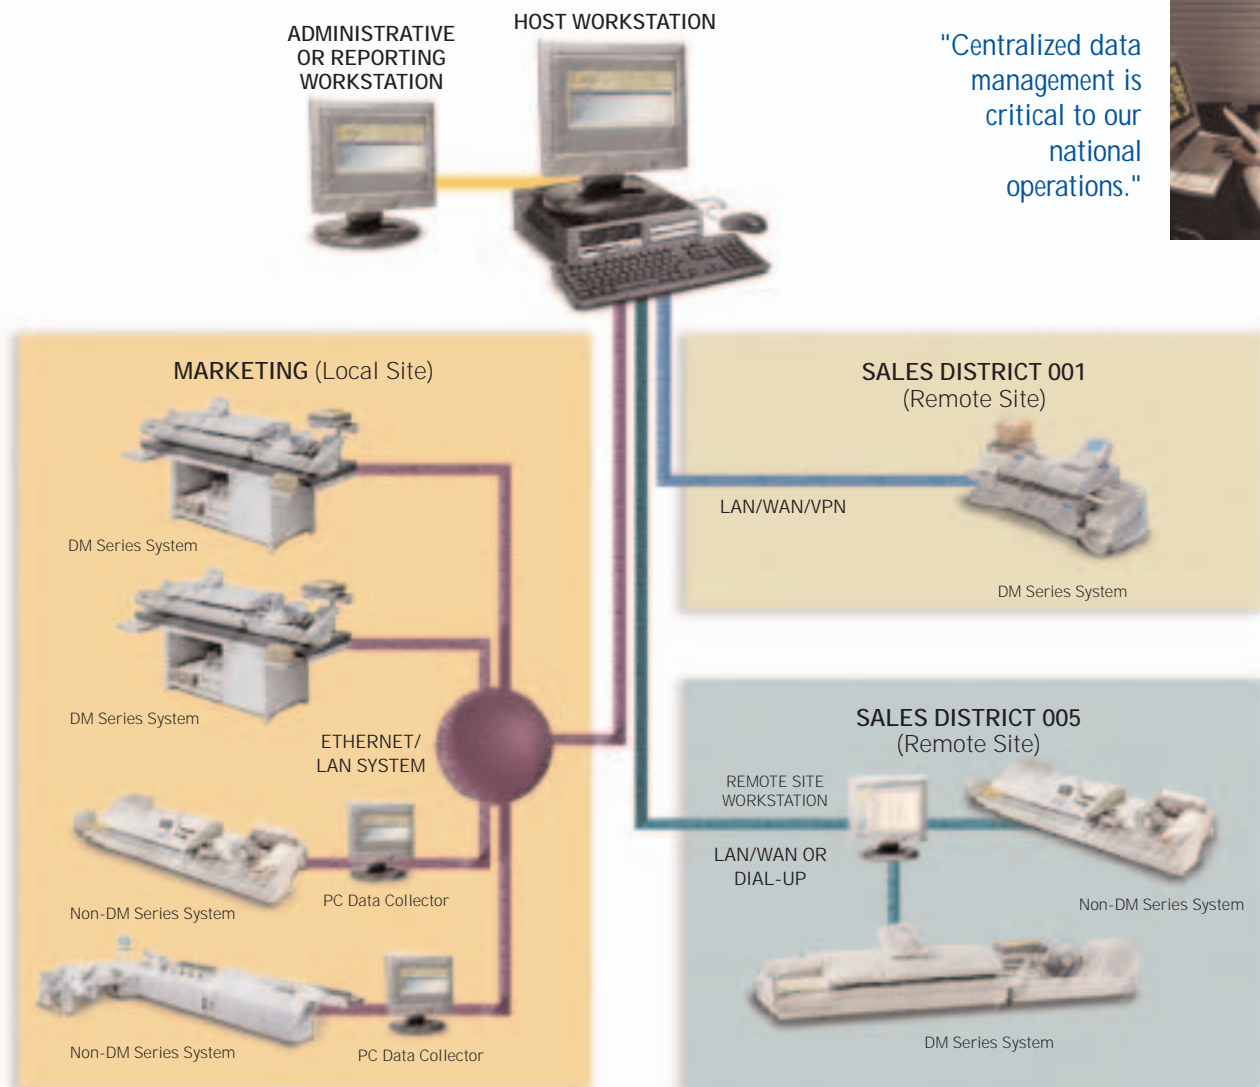 ADMINISTRATIVE
OR REPORTING
WORKSTATION
HOST WORKSTATION
"Centralized data
management is
critical to our
national
operations."
MARKETING (Local Site)
DM Series System
DM Series System
ETHERNET/
LAN SYSTEM
Non-DM Series System
PC Data Collector
Non-DM Series System
PC Data Collector
SALES DISTRICT 001
(Remote Site)
LAN/WAN/VPN
DM Series System
SALES DISTRICT 005
(Remote Site)
REMOTE SITE
WORKSTATION
LAN/WAN OR
DIAL-UP
Non-DM Series System
DM Series System